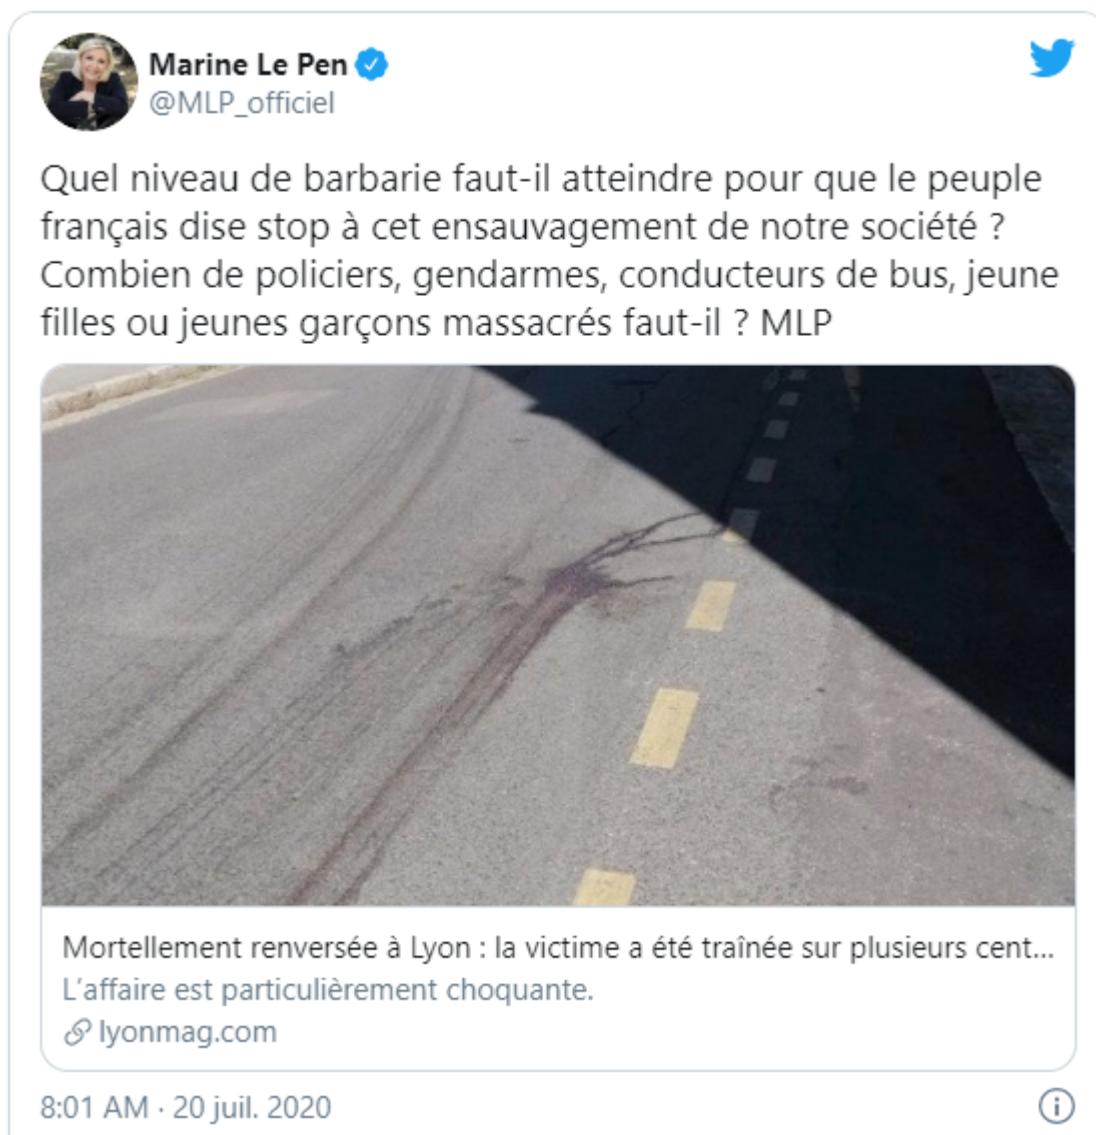 Marine Le Pen
@MLP_officiel
Quel niveau de barbarie faut-il atteindre pour que le peuple
français dise stop à cet ensauvagement de notre société ?
Combien de policiers, gendarmes, conducteurs de bus, jeune
filles ou jeunes garçons massacrés faut-il ? MLP
Mortellement renversée à Lyon : la victime a été traînée sur plusieurs cent...
L'affaire est particulièrement choquante.
lyonmag.com
8:01 AM · 20 juil. 2020